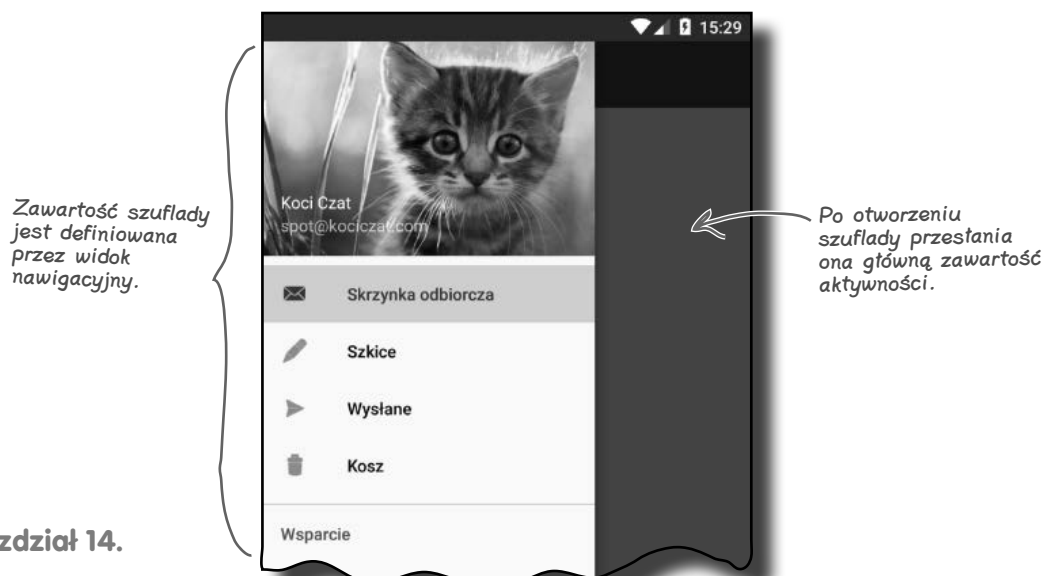 15:29
Koci Czat
spot@kociczat.com
Zawartość szuflady
jest definiowana
przez widok
nawigacyjny.
Po otworzeniu
szuflady przesłania
ona główną zawartość
aktywności.
Skrzynka odbiorcza
Szkice
Wysłane
Kosz
Wsparcie
zdział 14.